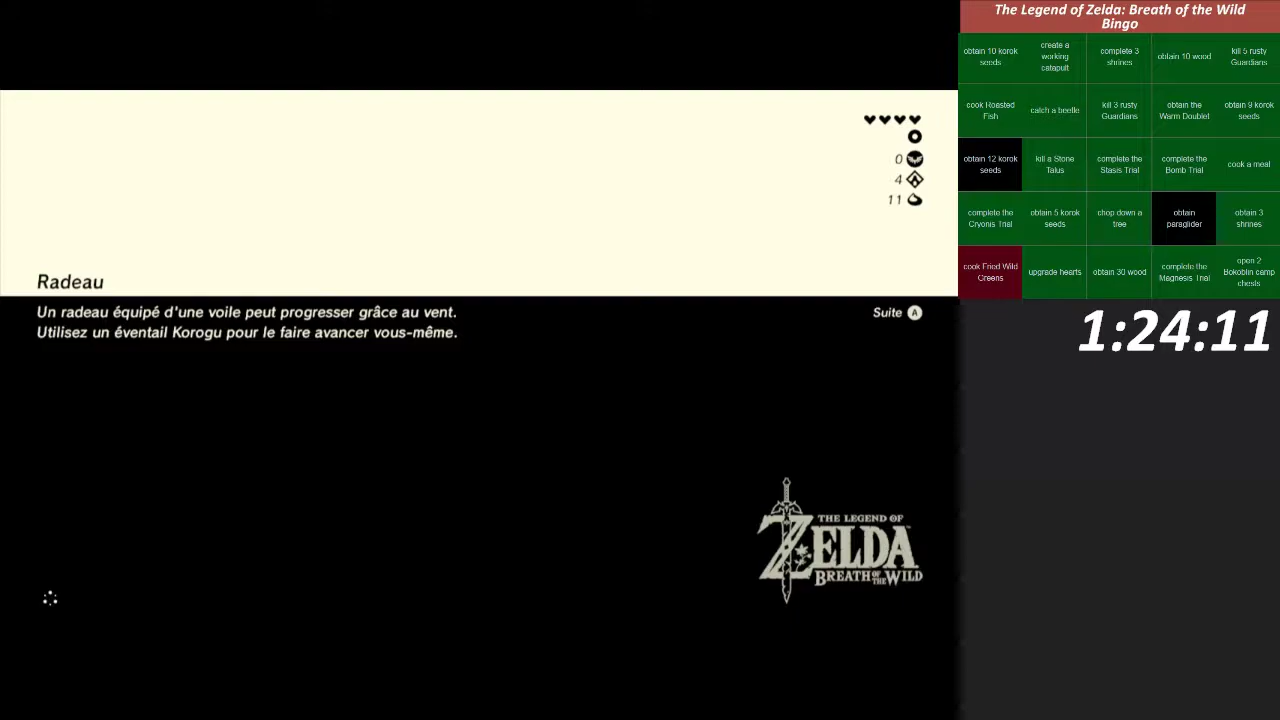 The Legend of Zelda: Breath of the Wild
Bingo
obtain 10 korok
seeds
create a
working
catapult
complete 3
shrines
obtain 10 wood
kill 5 rusty
Guardians
cook Roasted
Fish
catch a beetle
kill 3 rusty
Guardians
obtain the
Warm Doublet
obtain 9 korok
seeds
obtain 12 korok
seeds
kill a Stone
Talus
complete the
Stasis Trial
complete the
Bomb Trial
cook a meal
complete the
Cryonis Trial
obtain 5 korok
seeds
chop down a
tree
obtain
paraglider
obtain 3
shrines
cook Fried Wild
Greens
upgrade hearts
obtain 30 wood
complete the
Magnesis Trial
open 2
Bokoblin camp
chests
1:24:11
0
4
11
Radeau
Un radeau équipé d'une voile peut progresser grâce au vent.
Utilisez un éventail Korogu pour le faire avancer vous-même.
Suite A
THE LEGEND OF
ZELDA
BREATH OF THE WILD